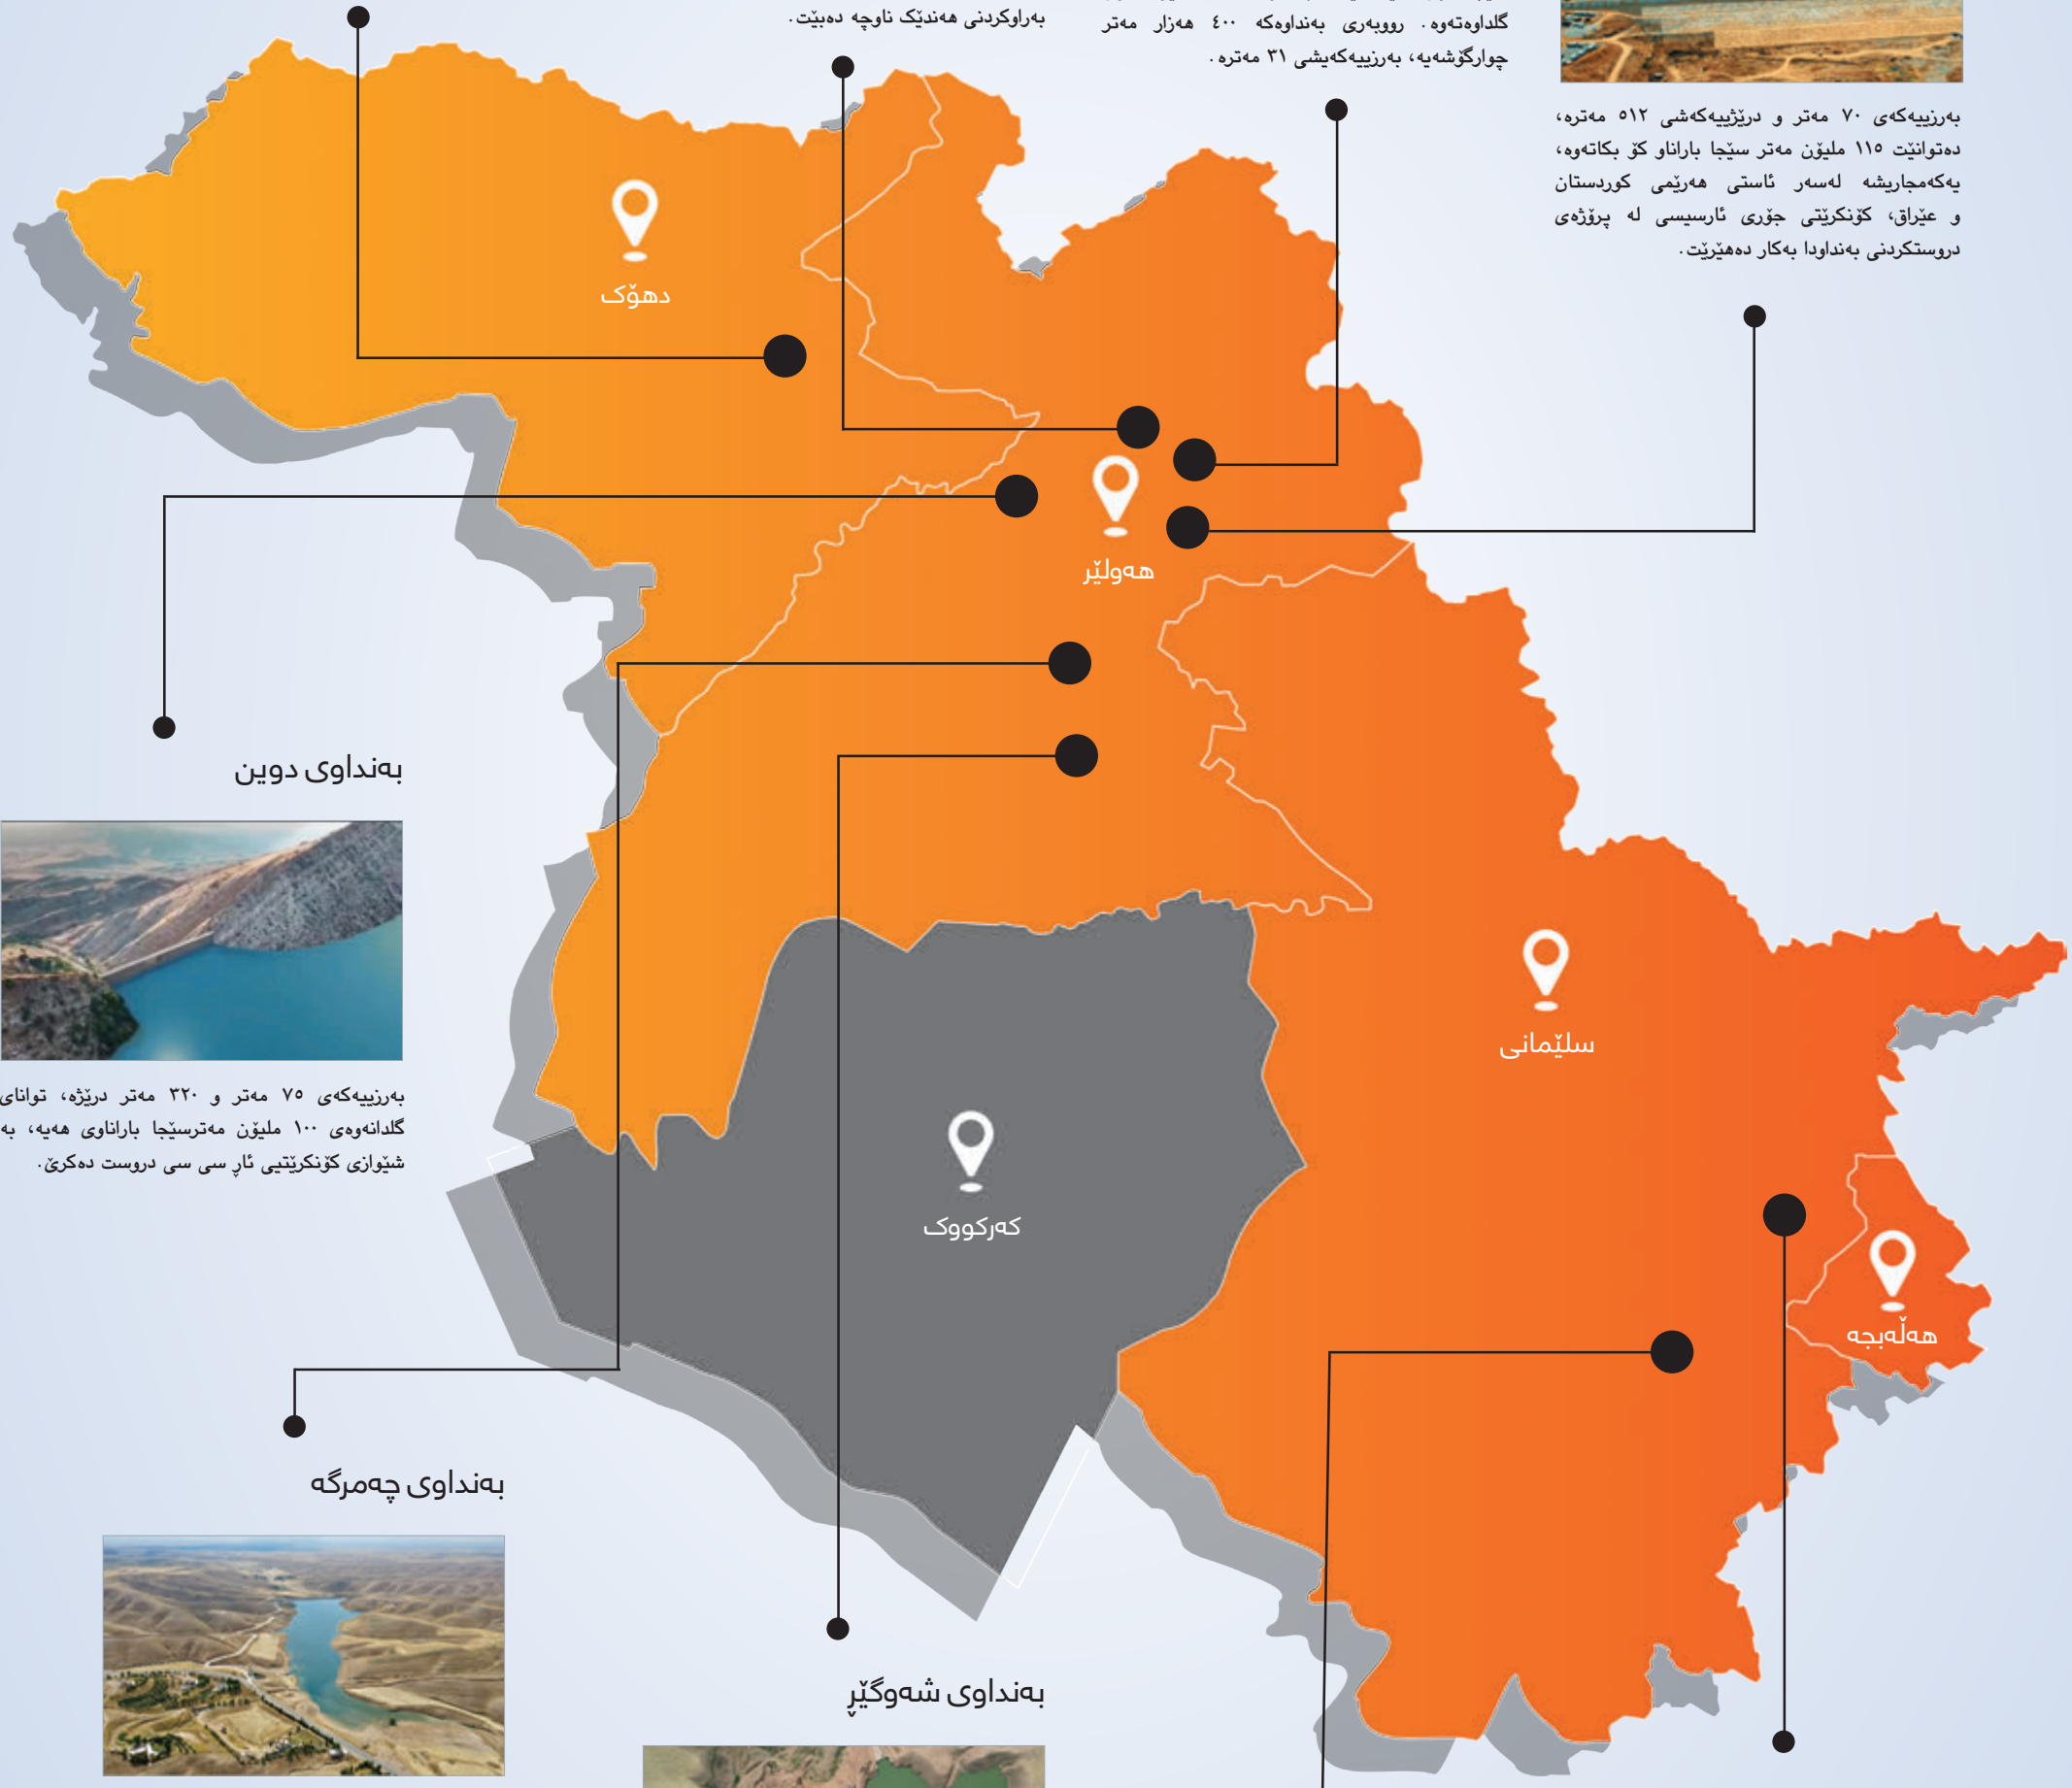 بەراوکردنی هەندێک ناوچە دەبێت.
گلداوەتەوە. رووبەری بەنداوەکە ٤٠٠ هەزار مەتر
چوارگۆشەیە، بەرزییەکەیشی ٣١ مەترە.
بەرزییەکەی ٧٠ مەتر و درێژییەکەشی ٥١٢ مەترە،
دەتوانێت ١١٥ ملیۆن مەتر سێجا باراناو کۆ بکاتەوە،
یەکەمجاریشە لەسەر ئاستی هەرێمی کوردستان
و عێراق، کۆنکرێتی جۆری ئارسیسی لە پرۆژەی
دروستکردنی بەنداودا بەکار دەهێرێت.
دهۆک
هەولێر
بەنداوی دوین
بەرزییەکەی ٧٥ مەتر و ٣٢٠ مەتر درێژە، توانای
گلدانەوەی ١٠٠ ملیۆن مەترسێجا باراناوی هەیە، بە
شێوازی کۆنکرێتیی ئاڕ سی سی دروست دەکرێ.
سلێمانی
کەرکووک
هەڵەبجە
بەنداوی چەمرگە
بەنداوی شەوگێڕ